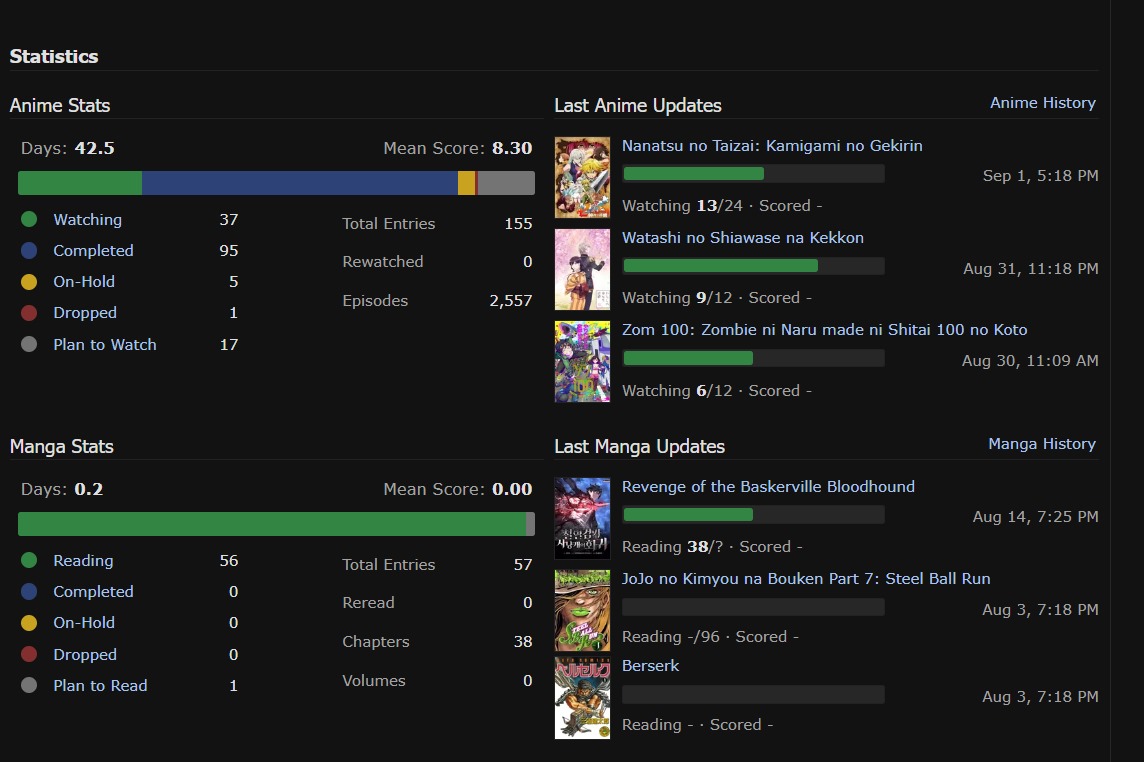 Statistics
Anime Stats
Days: 42.5 Mean Score: 8.30
Watching 37
Completed 95
On-Hold 5
Dropped 1
Plan to Watch 17
Total Entries 155
Rewatched 0
Episodes 2,557
Last Anime Updates Anime History
Nanatsu no Taizai: Kamigami no Gekirin
Sep 1, 5:18 PM
Watching 13/24 · Scored -
Watashi no Shiawase na Kekkon
Aug 31, 11:18 PM
Watching 9/12 · Scored -
Zom 100: Zombie ni Naru made ni Shitai 100 no Koto
Aug 30, 11:09 AM
Watching 6/12 · Scored -
Manga Stats
Days: 0.2 Mean Score: 0.00
Reading 56
Completed 0
On-Hold 0
Dropped 0
Plan to Read 1
Total Entries 57
Reread 0
Chapters 38
Volumes 0
Last Manga Updates Manga History
Revenge of the Baskerville Bloodhound
Aug 14, 7:25 PM
Reading 38/? · Scored -
JoJo no Kimyou na Bouken Part 7: Steel Ball Run
Aug 3, 7:18 PM
Reading -/96 · Scored -
Berserk
Aug 3, 7:18 PM
Reading - · Scored -
ベルセルク